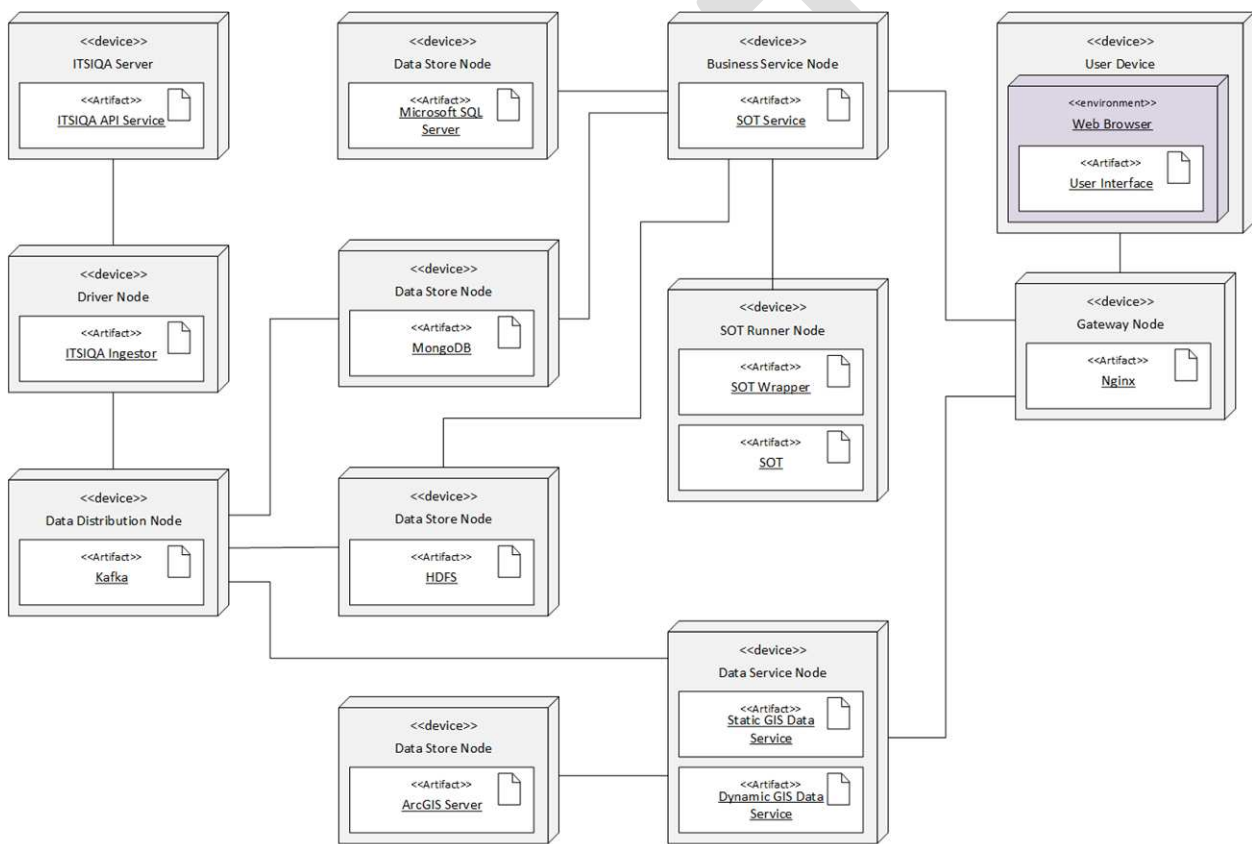 <<device>>
ITSIQA Server
<<Artifact>>
ITSIQA API Service
<<device>>
Data Store Node
<<Artifact>>
Microsoft SQL
Server
<<device>>
Business Service Node
<<Artifact>>
SOT Service
<<device>>
User Device
<<environment>>
Web Browser
<<Artifact>>
User Interface
<<device>>
Driver Node
<<Artifact>>
ITSIQA Ingestor
<<device>>
Data Store Node
<<Artifact>>
MongoDB
<<device>>
SOT Runner Node
<<Artifact>>
SOT Wrapper
<<Artifact>>
SOT
<<device>>
Gateway Node
<<Artifact>>
Nginx
<<device>>
Data Distribution Node
<<Artifact>>
Kafka
<<device>>
Data Store Node
<<Artifact>>
HDFS
<<device>>
Data Service Node
<<Artifact>>
Static GIS Data
Service
<<Artifact>>
Dynamic GIS Data
Service
<<device>>
Data Store Node
<<Artifact>>
ArcGIS Server